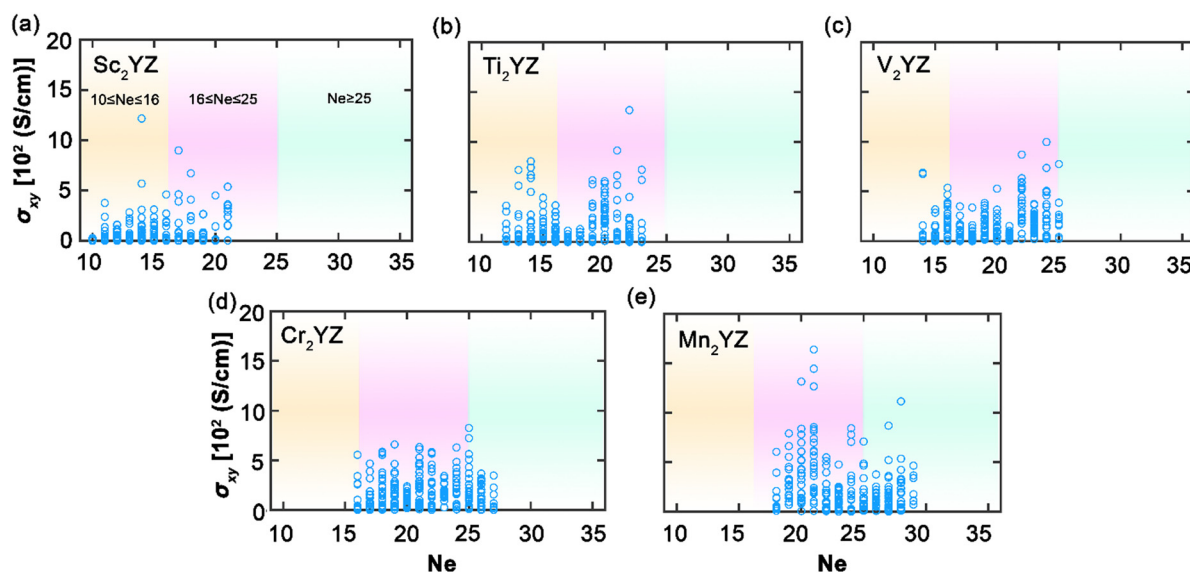 (a)
(b)
(c)
20
15
10
5
0
σxy [10² (S/cm)]
Sc₂YZ
10≤Ne≤16
16≤Ne≤25
Ne≥25
Ti₂YZ
V₂YZ
10 15 20 25 30 35
10 15 20 25 30 35
10 15 20 25 30 35
(d)
(e)
20
15
10
5
0
σxy [10² (S/cm)]
Cr₂YZ
Mn₂YZ
10 15 20 25 30 35
10 15 20 25 30 35
Ne
Ne